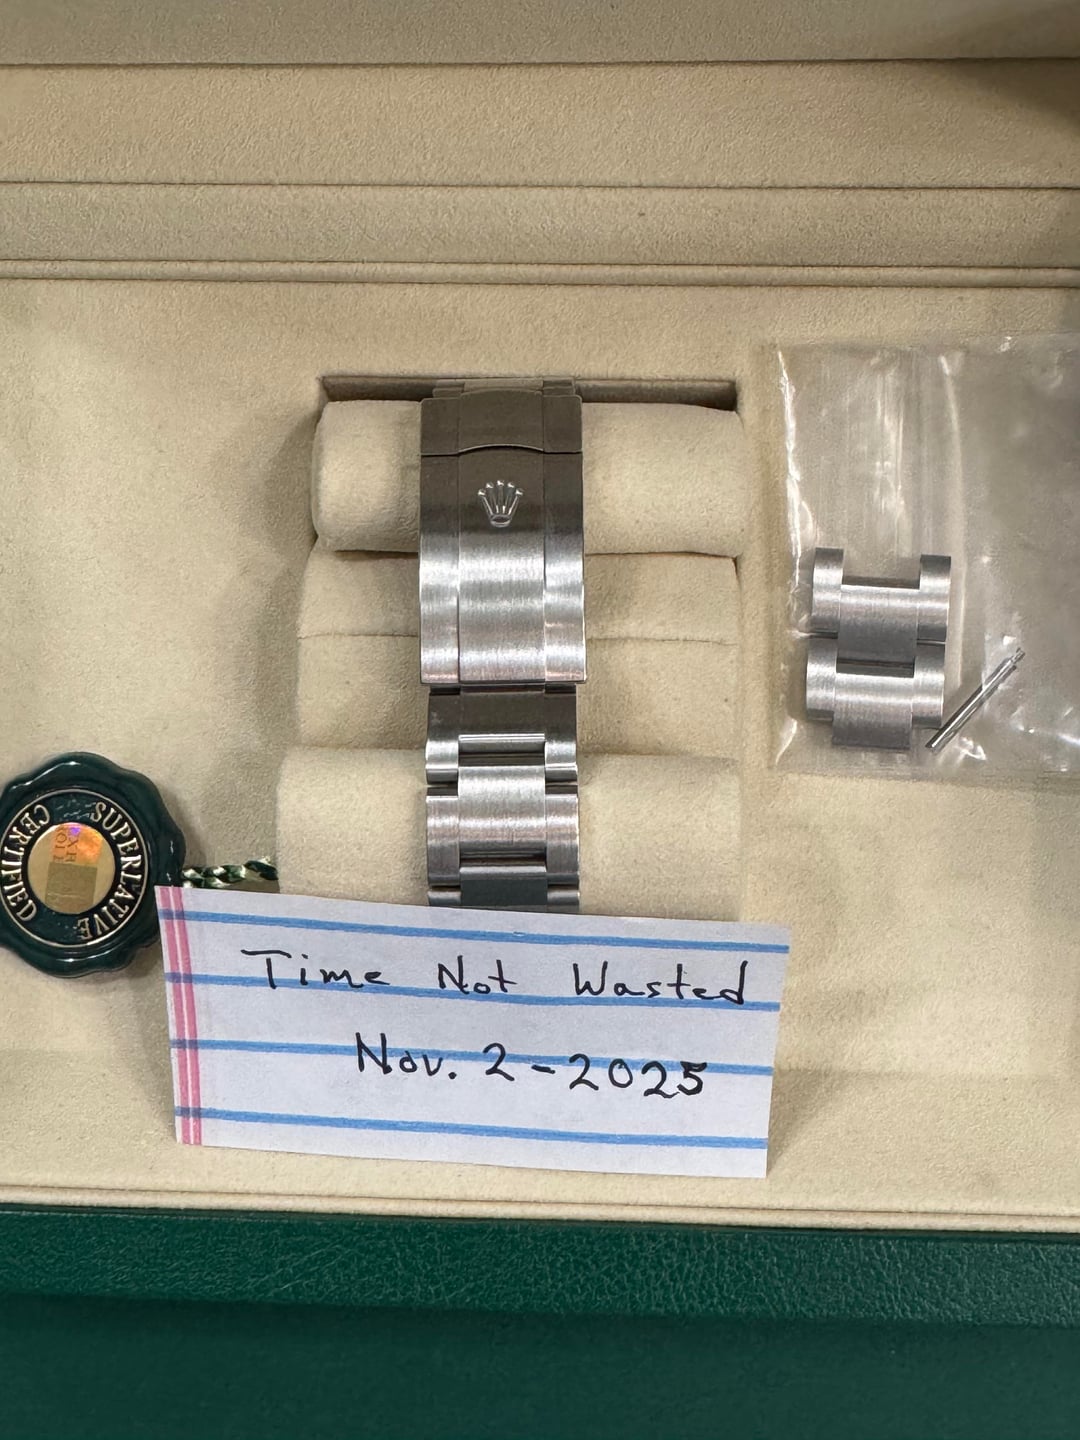 SUPERLATIVE
CERTIFIED
Time Not Wasted
Nov. 2-2025